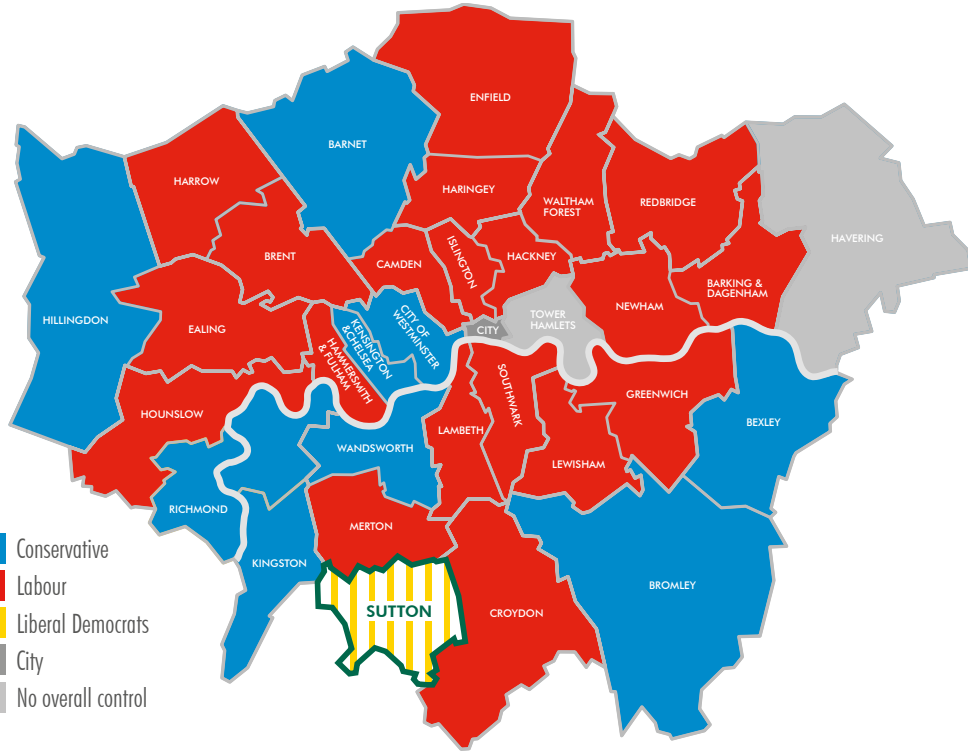 ENFIELD
BARNET
HARROW
HARINGEY
WALTHAM
FOREST
REDBRIDGE
HAVERING
BRENT
CAMDEN
ISLINGTON
HACKNEY
BARKING &
DAGENHAM
NEWHAM
HILLINGDON
EALING
CITY OF
WESTMINSTER
KENSINGTON
&CHELSEA
HAMMERSMITH
& FULHAM
CITY
TOWER
HAMLETS
HOUNSLOW
SOUTHWARK
GREENWICH
BEXLEY
LAMBETH
WANDSWORTH
LEWISHAM
RICHMOND
MERTON
KINGSTON
BROMLEY
SUTTON
CROYDON
Conservative
Labour
Liberal Democrats
City
No overall control